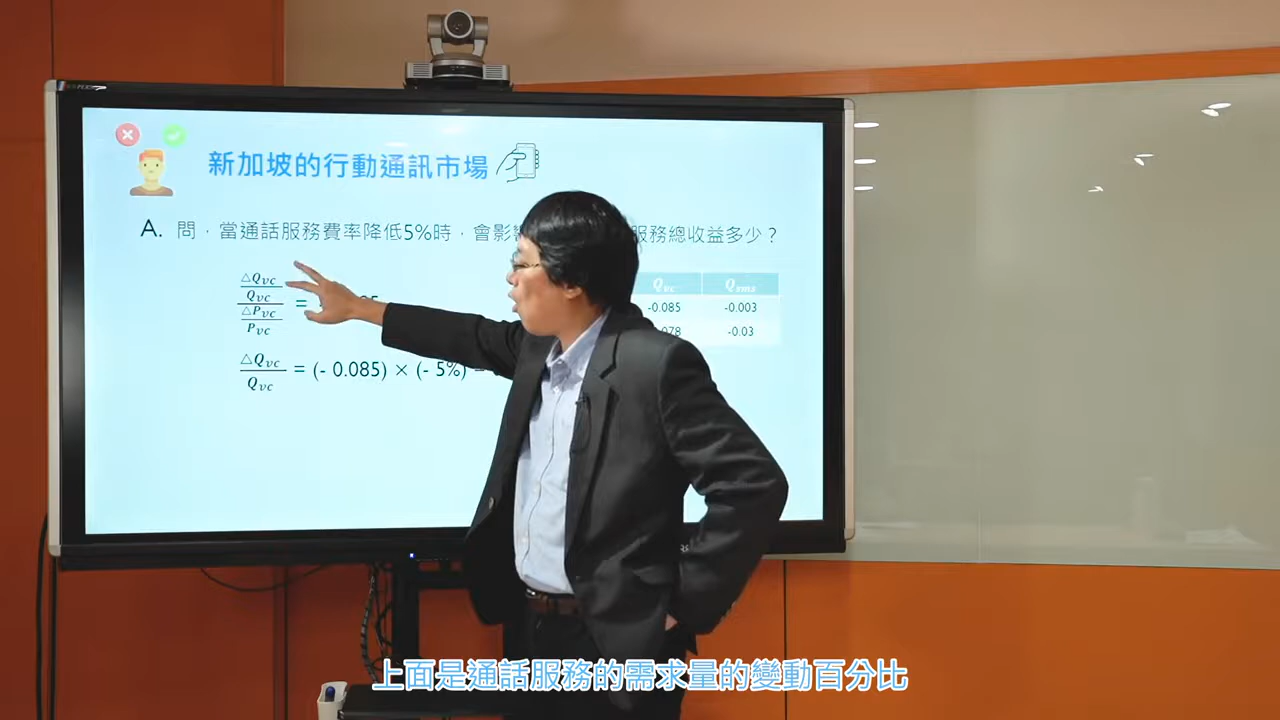 新加坡的行動通訊市場
A. 問，當通話服務費率降低5%時，會影 服務總收益多少？
△Qvc
Qvc
△Pvc
Pvc
=
Qsms
-0.085 -0.003
-0.03
△Qvc
Qvc
= (- 0.085) × (- 5%) =
上面是通話服務的需求量的變動百分比